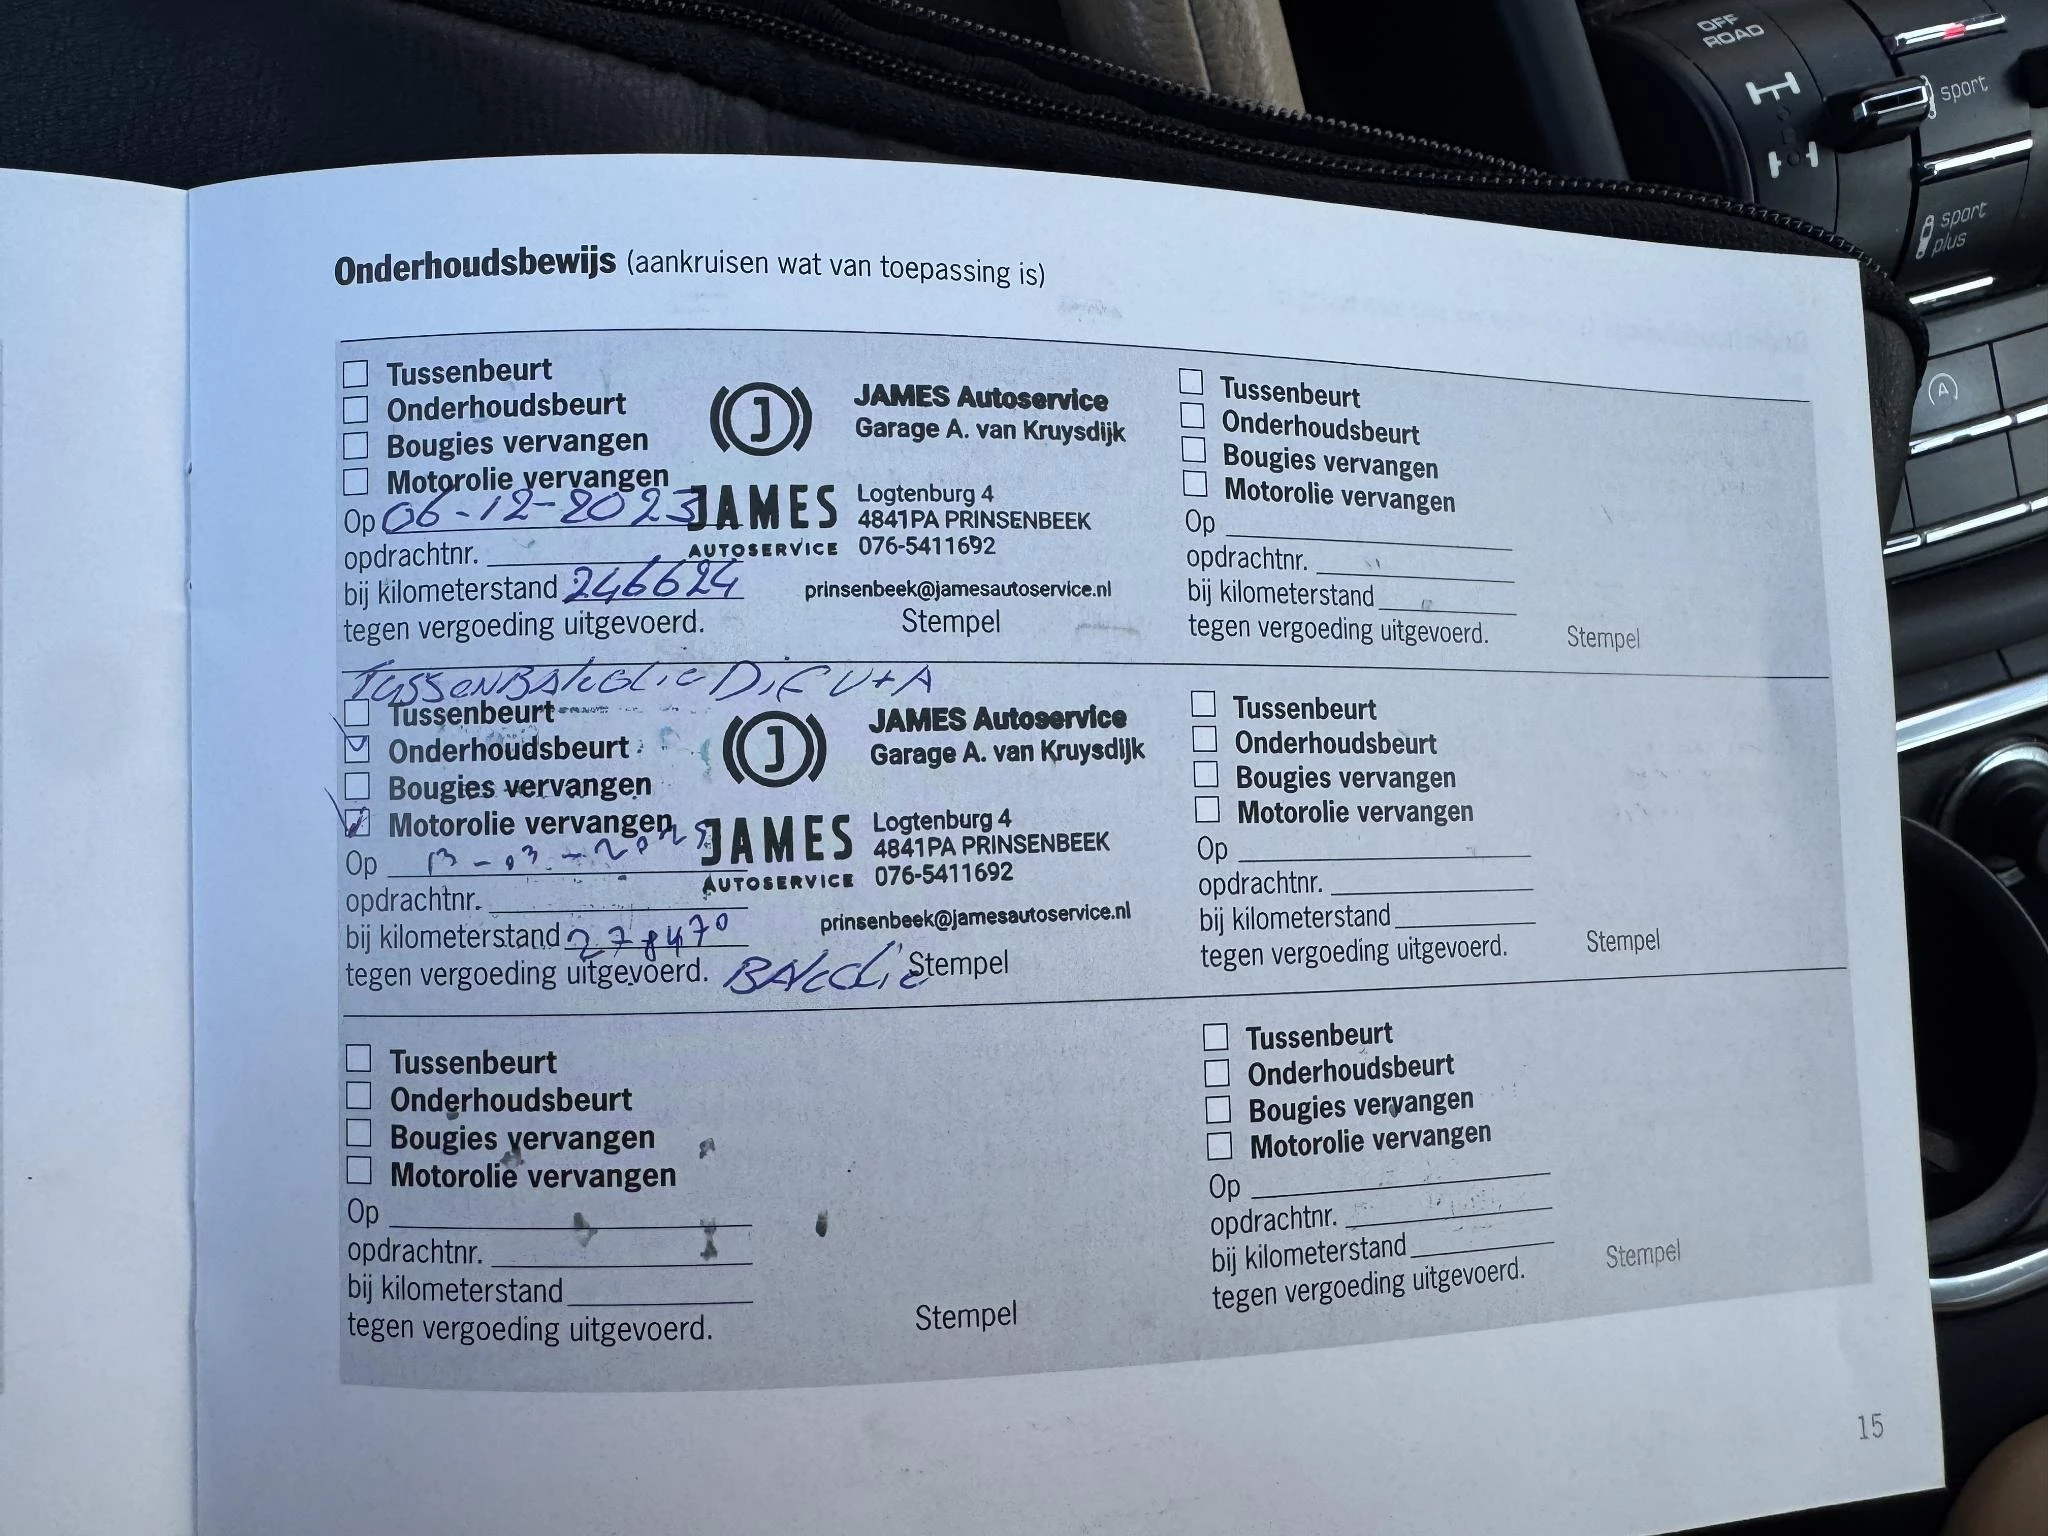 OFF
ROAD
sport
sport
plus
A
Onderhoudsbewijs (aankruisen wat van toepassing is)
Tussenbeurt
Onderhoudsbeurt
Bougies vervangen
Motorolie vervangen
Op 06-12-2023
opdrachtnr.
bij kilometerstand 246624
tegen vergoeding uitgevoerd.
J
JAMES
AUTOSERVICE
JAMES Autoservice
Garage A. van Kruysdijk
Logtenburg 4
4841PA PRINSENBEEK
076-5411692
prinsenbeek@jamesautoservice.nl
Stempel
Tussenbeurt
Onderhoudsbeurt
Bougies vervangen
Motorolie vervangen
Op
opdrachtnr.
bij kilometerstand
tegen vergoeding uitgevoerd.
Stempel
TUSSENBAKOLIE DIF V+A
Tussenbeurt
Onderhoudsbeurt
Bougies vervangen
Motorolie vervangen
Op 13-03-2025
opdrachtnr.
bij kilometerstand 278470
tegen vergoeding uitgevoerd.
J
JAMES
AUTOSERVICE
JAMES Autoservice
Garage A. van Kruysdijk
Logtenburg 4
4841PA PRINSENBEEK
076-5411692
prinsenbeek@jamesautoservice.nl
Stempel
Tussenbeurt
Onderhoudsbeurt
Bougies vervangen
Motorolie vervangen
Op
opdrachtnr.
bij kilometerstand
tegen vergoeding uitgevoerd.
Stempel
Tussenbeurt
Onderhoudsbeurt
Bougies vervangen
Motorolie vervangen
Op
opdrachtnr.
bij kilometerstand
tegen vergoeding uitgevoerd.
Stempel
Tussenbeurt
Onderhoudsbeurt
Bougies vervangen
Motorolie vervangen
Op
opdrachtnr.
bij kilometerstand
tegen vergoeding uitgevoerd.
Stempel
15